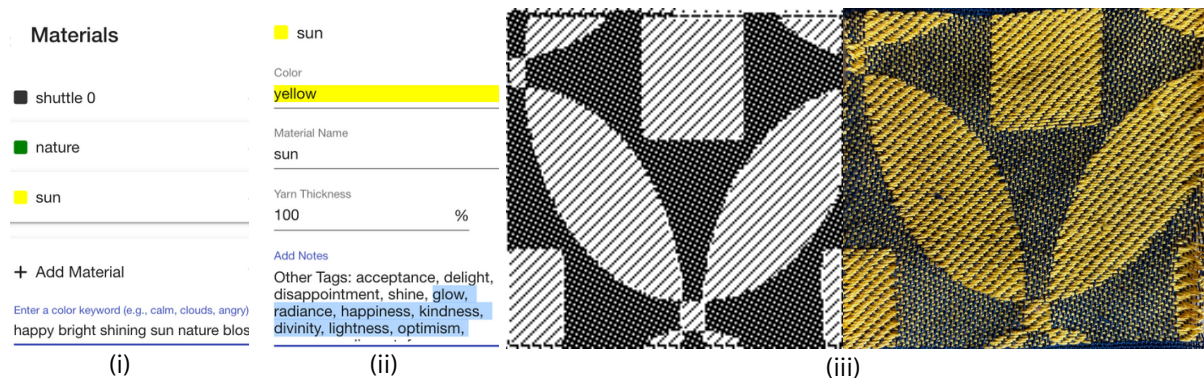 Materials
shuttle 0
nature
sun
+ Add Material
Enter a color keyword (e.g., calm, clouds, angry)
happy bright shining sun nature blos
(i)
sun
Color
yellow
Material Name
sun
Yarn Thickness
100 %
Add Notes
Other Tags: acceptance, delight,
disappointment, shine, glow,
radiance, happiness, kindness,
divinity, lightness, optimism,
(ii)
(iii)